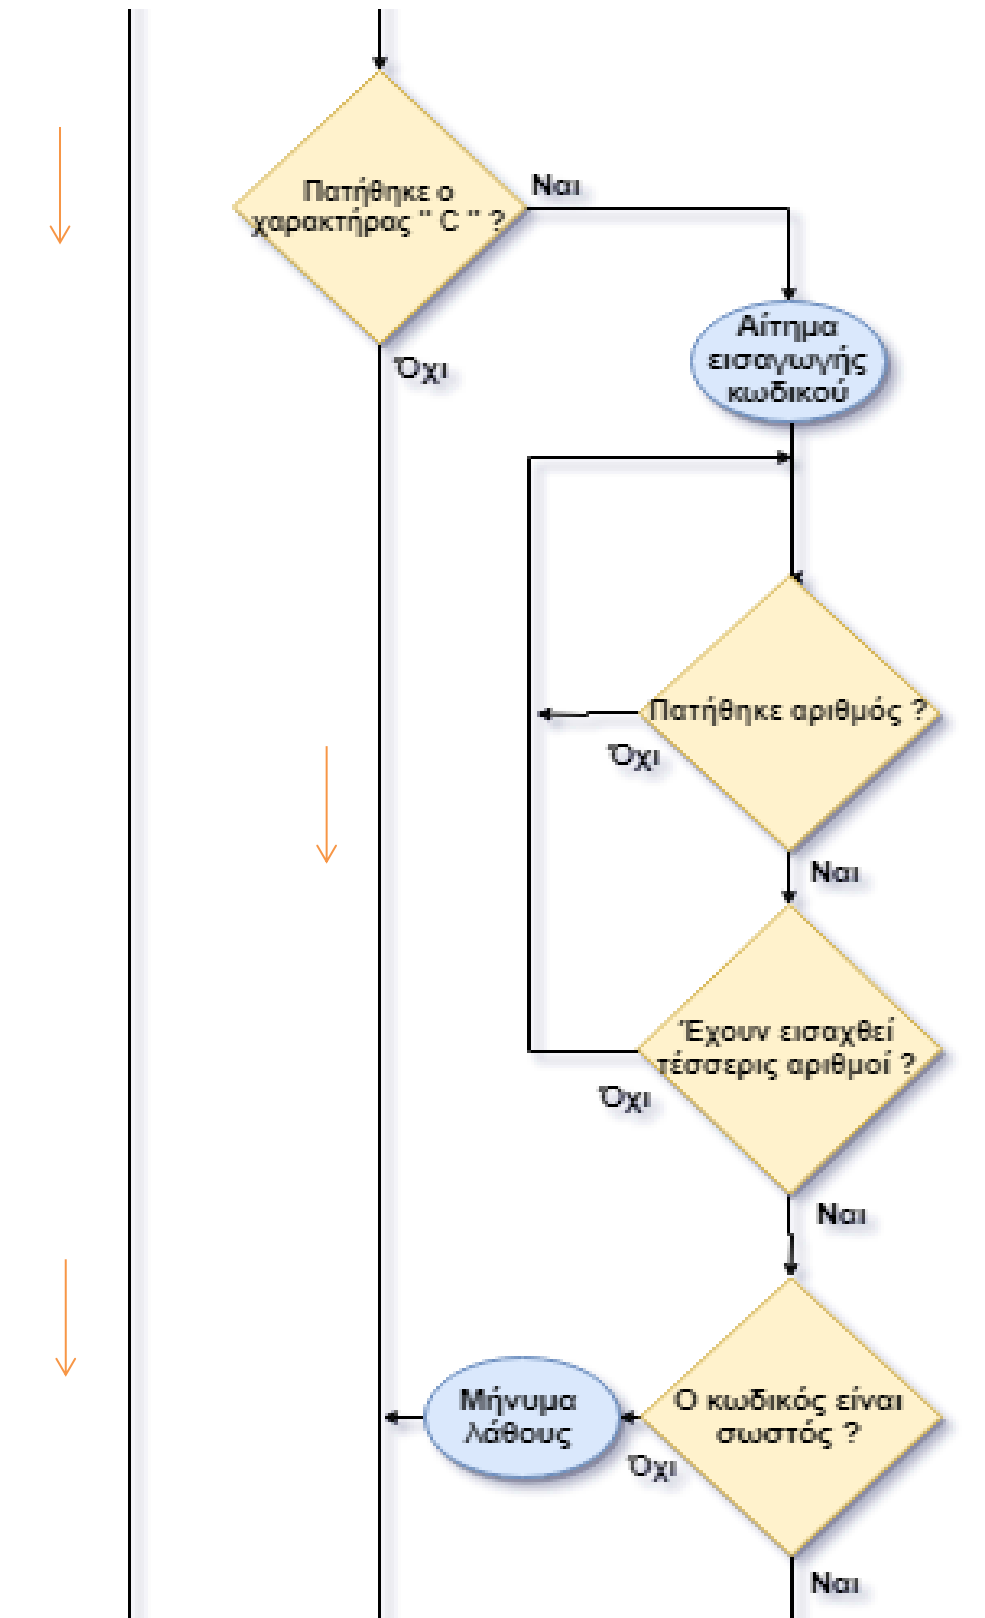 Πατήθηκε ο
χαρακτήρας " C " ?
Ναι
Όχι
Αίτημα
εισαγωγής
κωδικού
Πατήθηκε αριθμός ?
Όχι
Ναι
Έχουν εισαχθεί
τέσσερις αριθμοί ?
Όχι
Ναι
Ο κωδικός είναι
σωστός ?
Όχι
Μήνυμα
λάθους
Ναι